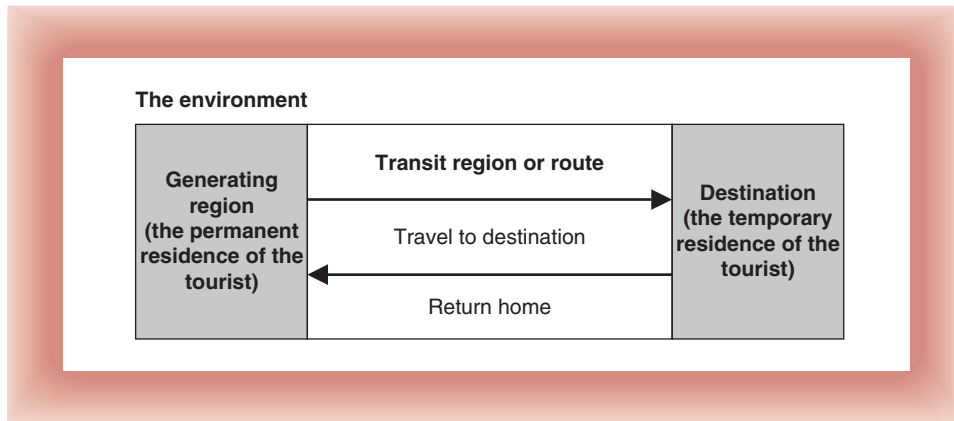 The environment
Generating
region
(the permanent
residence of the
tourist)
Transit region or route
Travel to destination
Return home
Destination
(the temporary
residence of the
tourist)